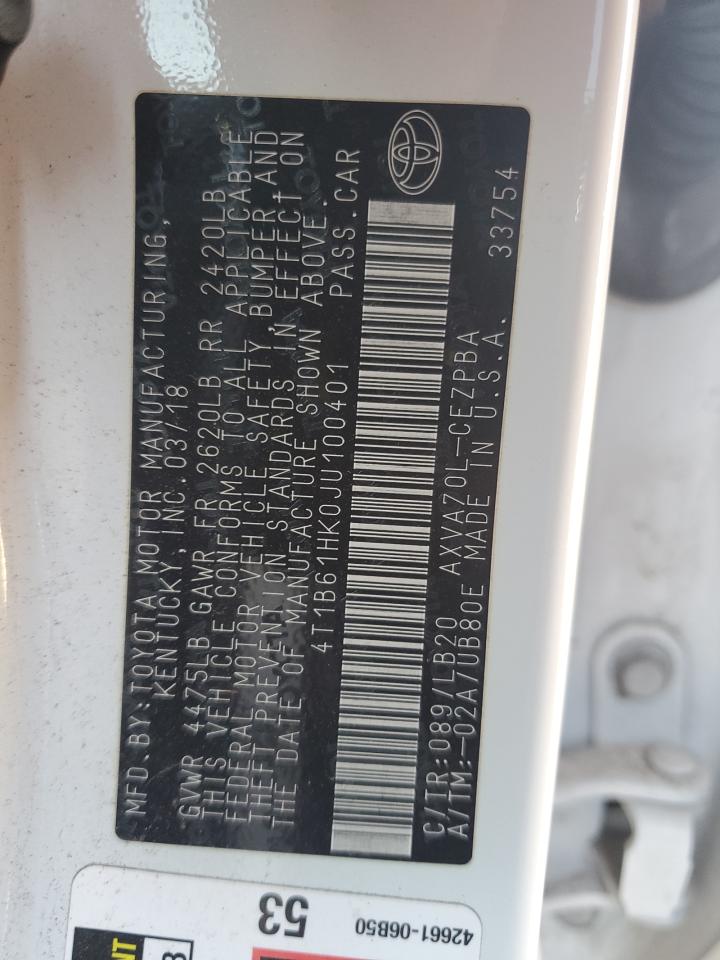 MFD.BY:TOYOTA MOTOR MANUFACTURING,
KENTUCKY,INC.03/18
GVWR 4475LB GAWR FR 2620LB RR 2420LB
THIS VEHICLE CONFORMS TO ALL APPLICABLE
FEDERAL MOTOR VEHICLE SAFETY,BUMPER AND
THEFT PREVENTION STANDARDS IN EFFECT ON
THE DATE OF MANUFACTURE SHOWN ABOVE.
4T1B61HK0JU100401 PASS.CAR
C/TR:089/LB20 AXVA70L-CEZPBA
A/TM:-02A/UB80E MADE IN U.S.A. 33754
53
42661-06B50